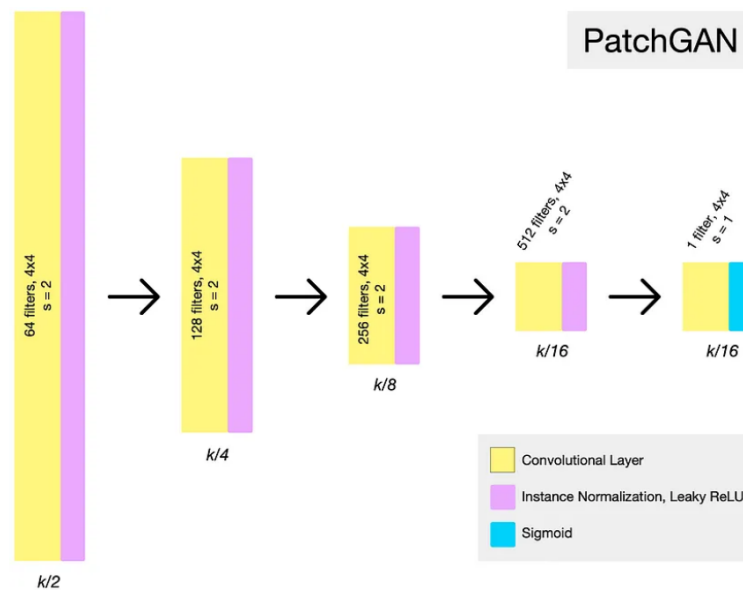 PatchGAN
64 filters, 4x4
s = 2
k/2
128 filters, 4x4
s = 2
k/4
256 filters, 4x4
s = 2
k/8
512 filters, 4x4
s = 2
k/16
1 filter, 4x4
s = 1
k/16
Convolutional Layer
Instance Normalization, Leaky ReLU
Sigmoid